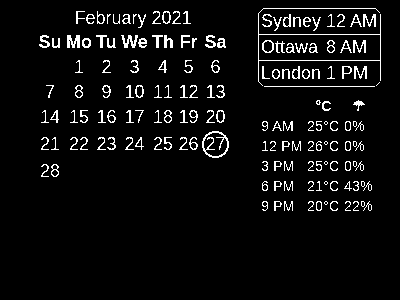 February 2021
Su Mo Tu We Th Fr Sa
1 2 3 4 5 6
7 8 9 10 11 12 13
14 15 16 17 18 19 20
21 22 23 24 25 26 27
28
Sydney 12 AM
Ottawa 8 AM
London 1 PM
°C ☂
9 AM 25°C 0%
12 PM 26°C 0%
3 PM 25°C 0%
6 PM 21°C 43%
9 PM 20°C 22%